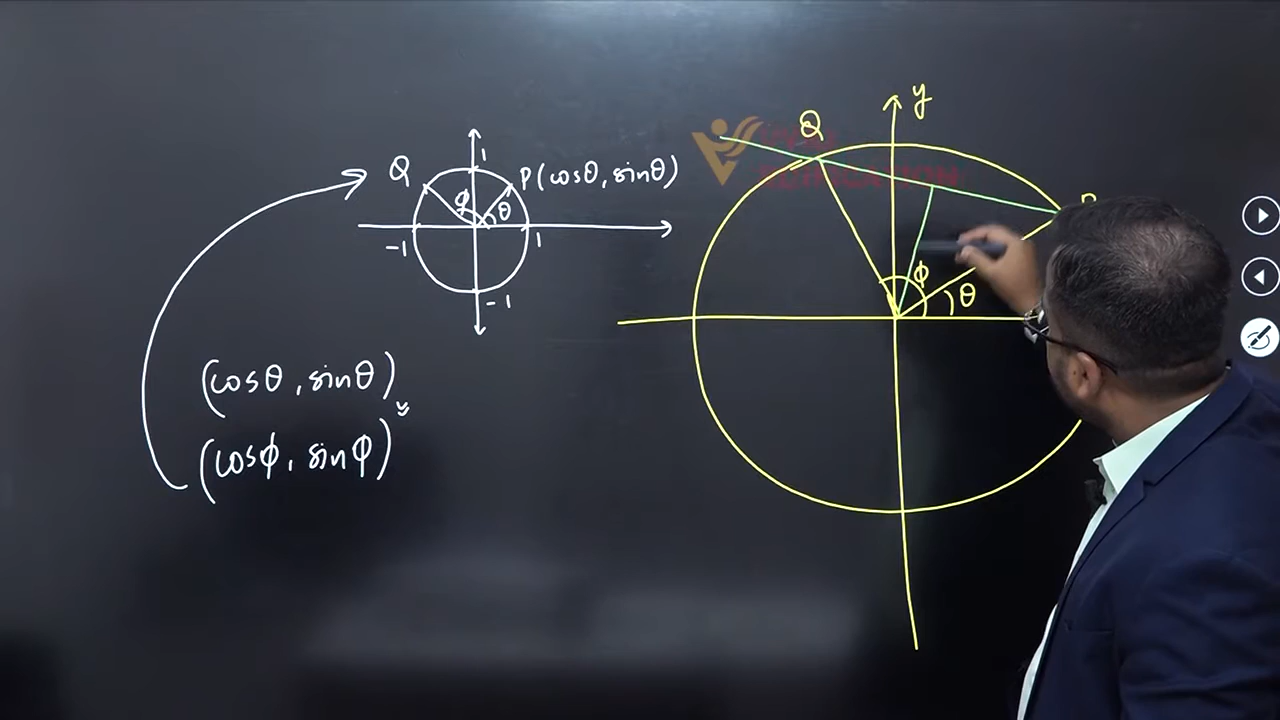 1
Q
P(cosθ, sinθ)
ϕ
θ
-1
1
-1
(cosθ, sinθ)
(cosϕ, sinϕ)
y
Q
ϕ
θ